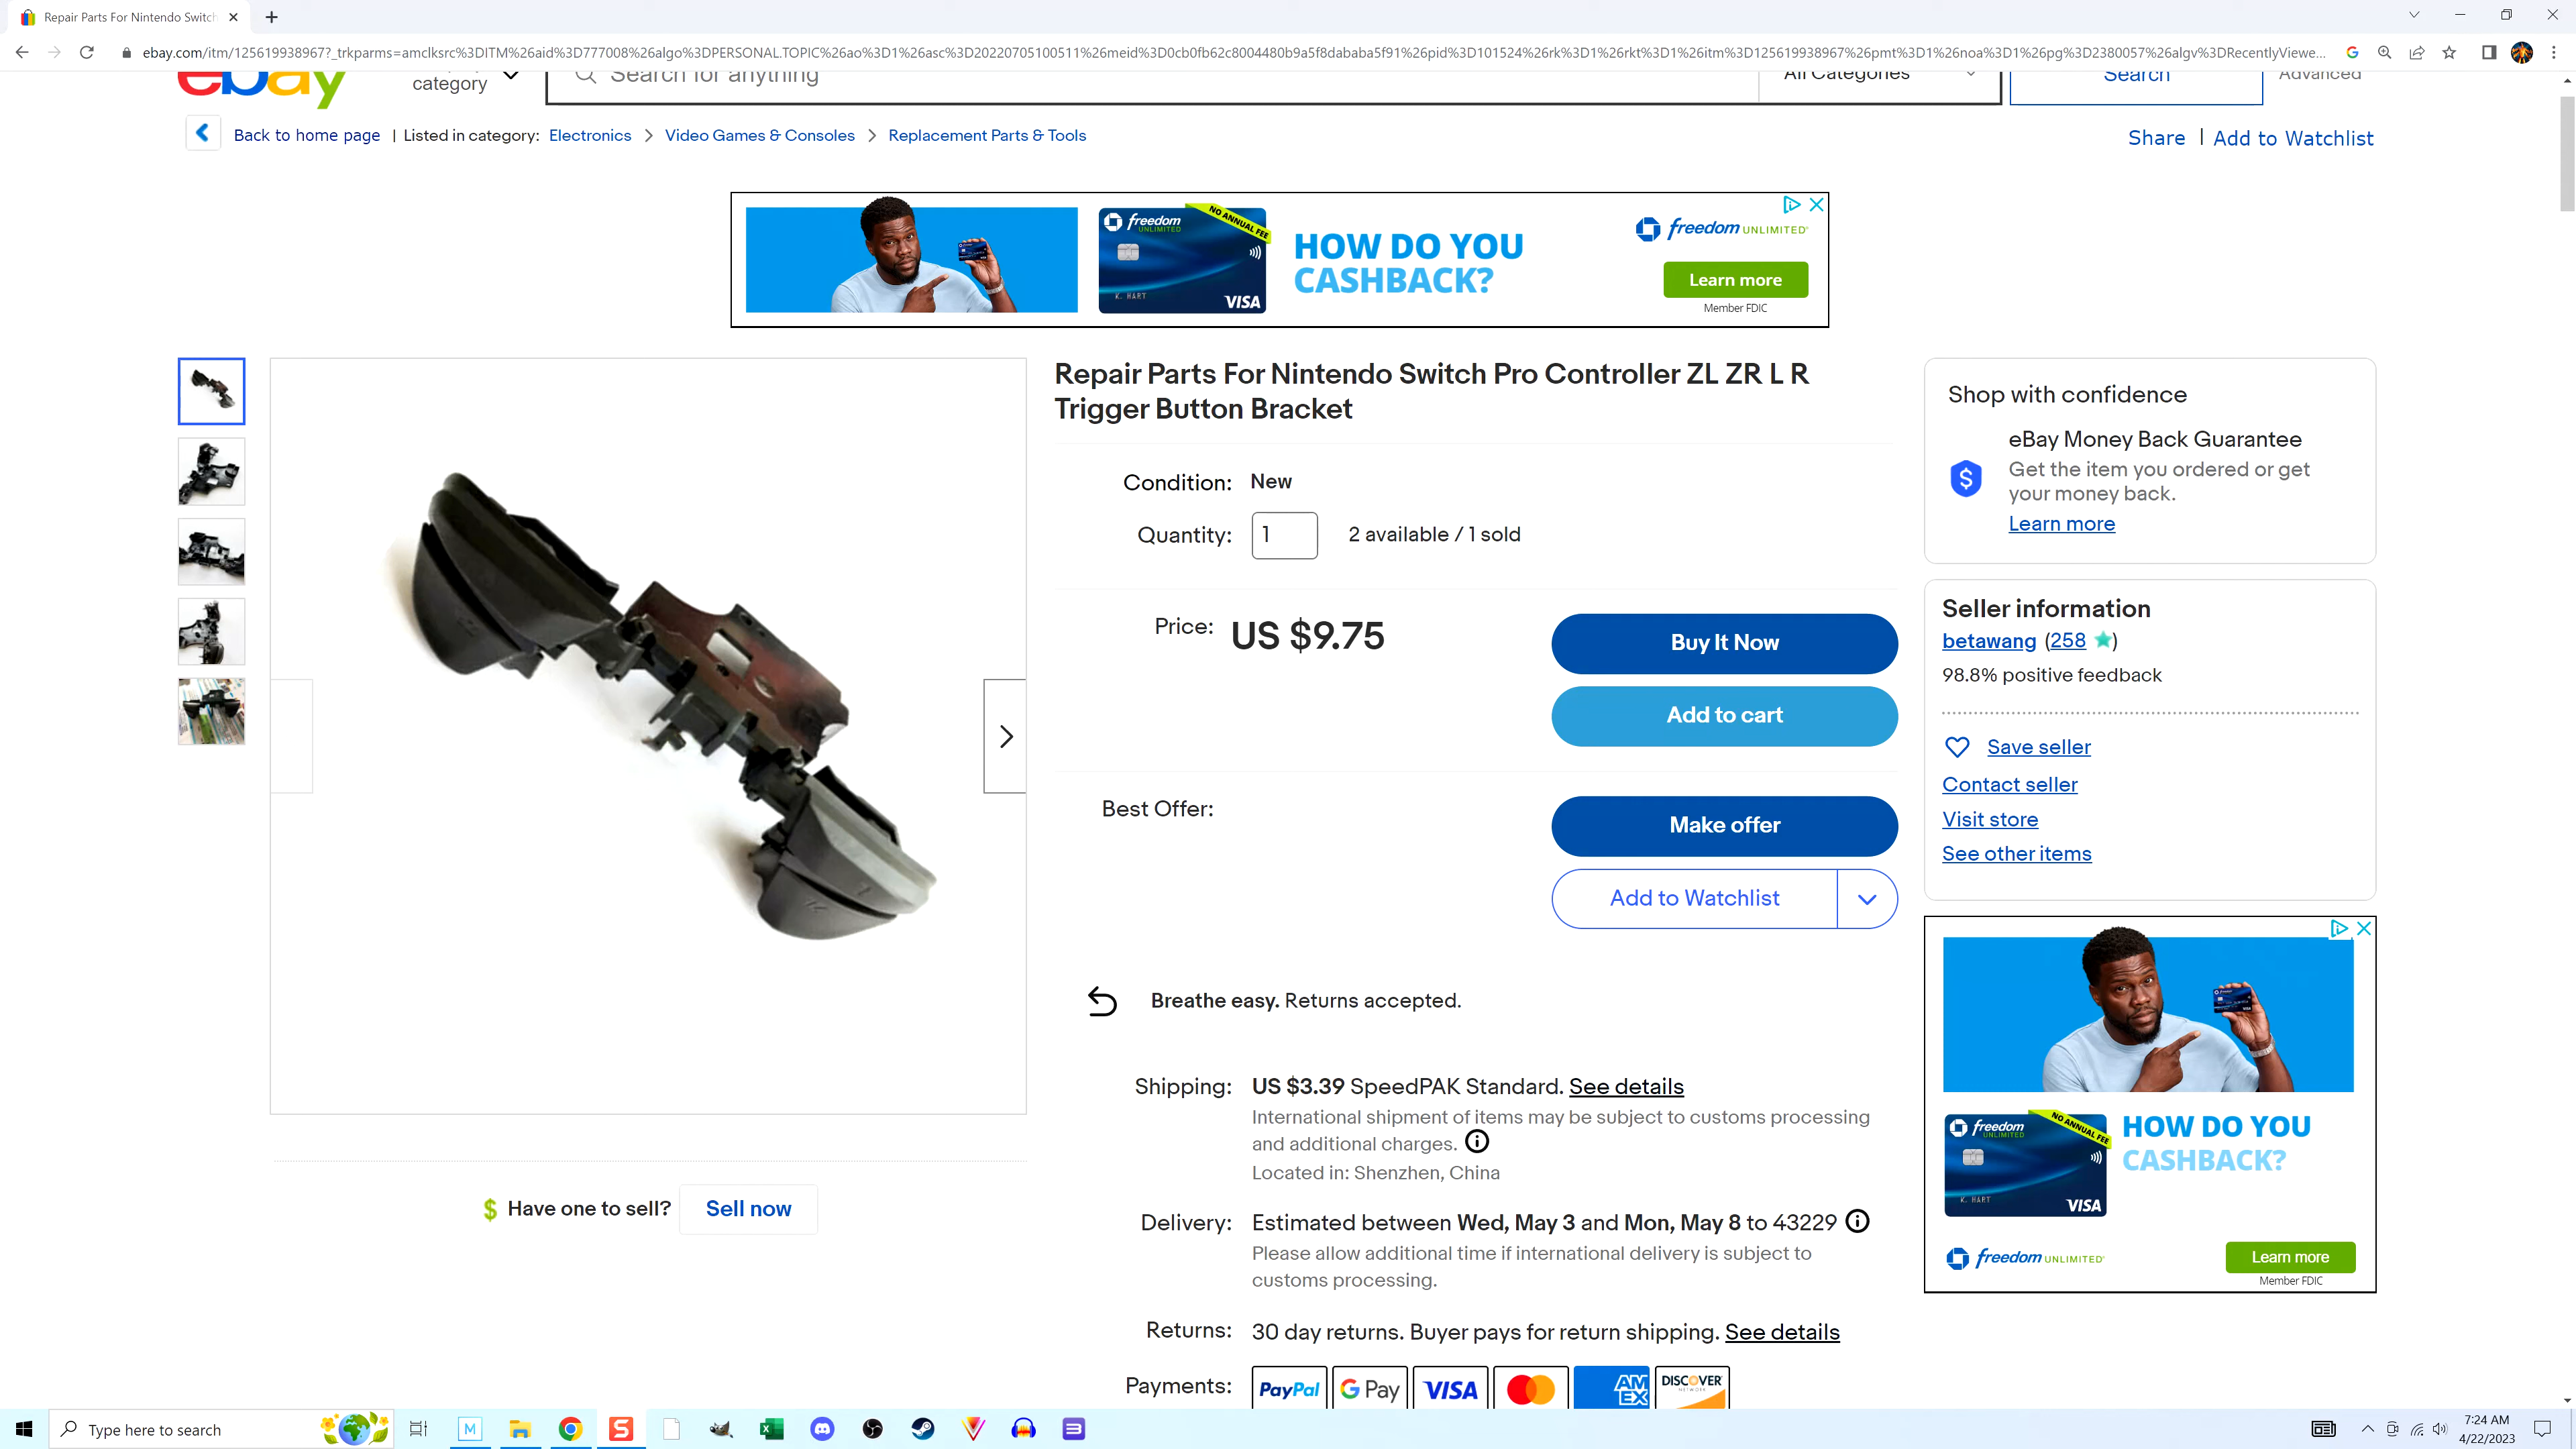 Repair Parts For Nintendo Switch
ebay.com/itm/125619938967?_trkparms=amclksrc%3DITM%26aid%3D777008%26algo%3DPERSONAL.TOPIC%26ao%3D1%26asc%3D20220705100511%26meid%3D0cb0fb62c8004480b9a5f8dababa5f91%26pid%3D101524%26rk%3D1%26rkt%3D1%26itm%3D125619938967%26pmt%3D1%26noa%3D1%26pg%3D2380057%26algv%3DRecentlyViewe...
ebay
category
Search for anything
All Categories
Search
Advanced
Back to home page | Listed in category: Electronics > Video Games & Consoles > Replacement Parts & Tools
Share | Add to Watchlist
freedom UNLIMITED
NO ANNUAL FEE
K. HART
VISA
HOW DO YOU
CASHBACK?
freedom UNLIMITED
Learn more
Member FDIC
Repair Parts For Nintendo Switch Pro Controller ZL ZR L R
Trigger Button Bracket
Condition: New
Quantity: 1 2 available / 1 sold
Price: US $9.75
Buy It Now
Add to cart
Best Offer:
Make offer
Add to Watchlist
Breathe easy. Returns accepted.
Shipping: US $3.39 SpeedPAK Standard. See details
International shipment of items may be subject to customs processing
and additional charges.
Located in: Shenzhen, China
Delivery: Estimated between Wed, May 3 and Mon, May 8 to 43229
Please allow additional time if international delivery is subject to
customs processing.
Returns: 30 day returns. Buyer pays for return shipping. See details
Payments: PayPal G Pay VISA AMEX DISCOVER
Have one to sell? Sell now
Shop with confidence
eBay Money Back Guarantee
Get the item you ordered or get
your money back.
Learn more
Seller information
betawang (258)
98.8% positive feedback
Save seller
Contact seller
Visit store
See other items
freedom UNLIMITED
NO ANNUAL FEE
K. HART
VISA
HOW DO YOU
CASHBACK?
freedom UNLIMITED
Learn more
Member FDIC
Type here to search
7:24 AM
4/22/2023